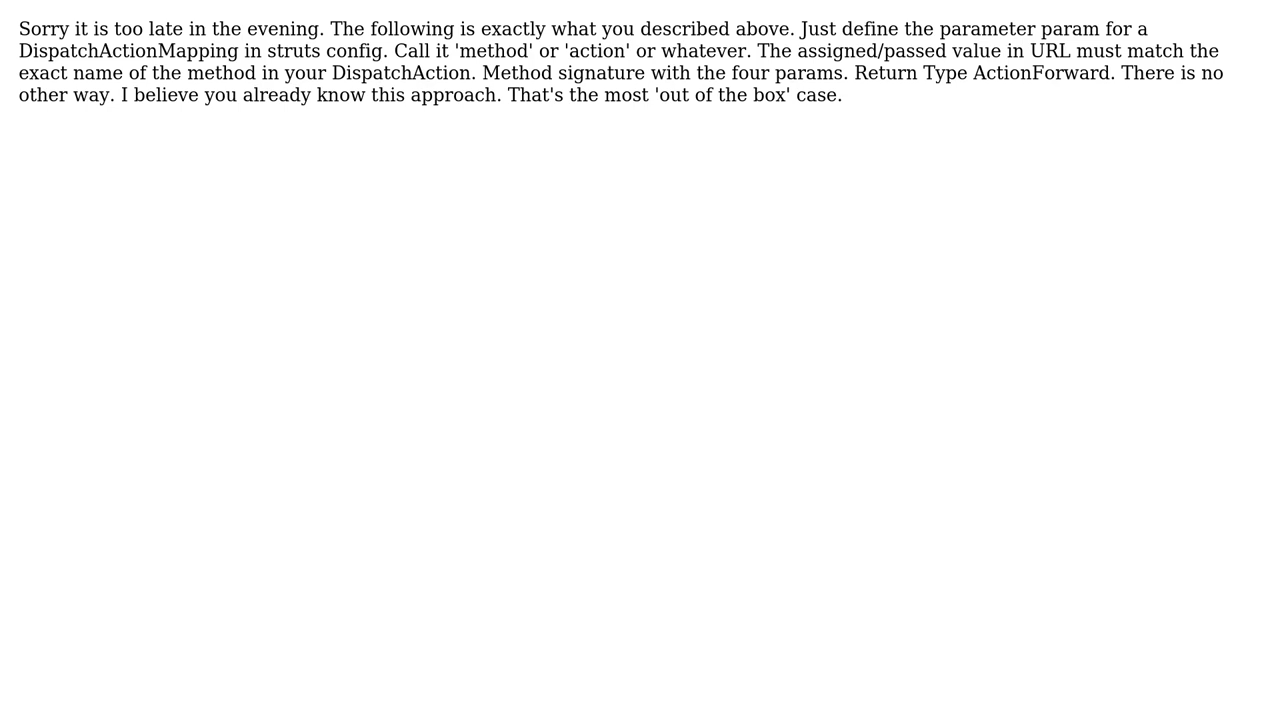 Sorry it is too late in the evening. The following is exactly what you described above. Just define the parameter param for a
DispatchActionMapping in struts config. Call it 'method' or 'action' or whatever. The assigned/passed value in URL must match the
exact name of the method in your DispatchAction. Method signature with the four params. Return Type ActionForward. There is no
other way. I believe you already know this approach. That's the most 'out of the box' case.